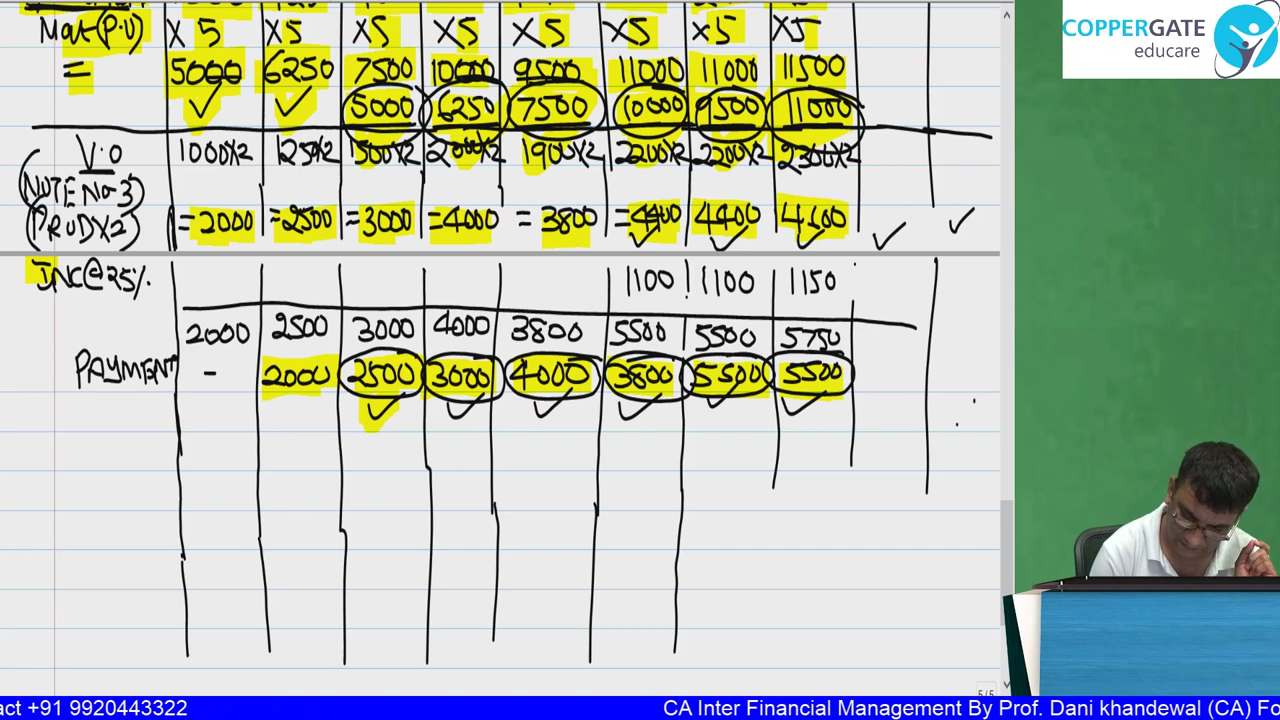 COPPERGATE
educare
Mat(P.U) X 5 X5 X5 X5 X5 X5 X5 X5
= 5000 6250 7500 10000 9500 11000 11000 11500
5000 6250 7500 10000 9500 11000
V.O 1000X2 1250X2 1500X2 2000X2 1900X2 2200X2 2200X2 2300X2
(NOTE No 3)
(PRODX2) =2000 =2500 =3000 =4000 = 3800 =4400 4400
INC@25%. 1100 1100 1150
2000 2500 3000 4000 3800 5500 5500 5750
PAYMENT - 2000 2500 3000 4000 3800 5500 5500
5/5
act +91 9920443322 CA Inter Financial Management By Prof. Dani khandewal (CA) Fo